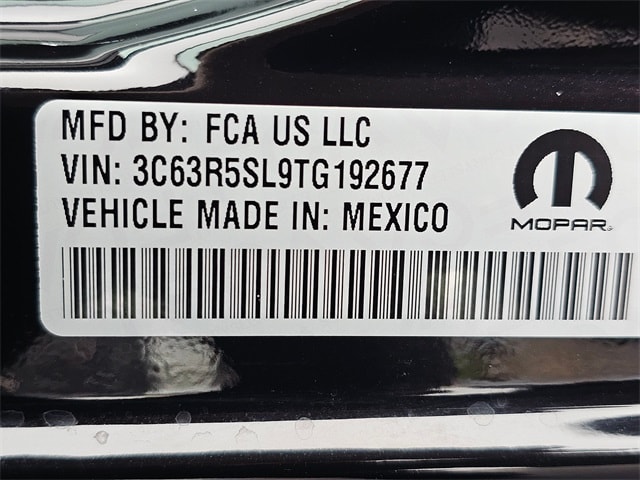 MFD BY: FCA US LLC
VIN: 3C63R5SL9TG192677
VEHICLE MADE IN: MEXICO
MOPAR®